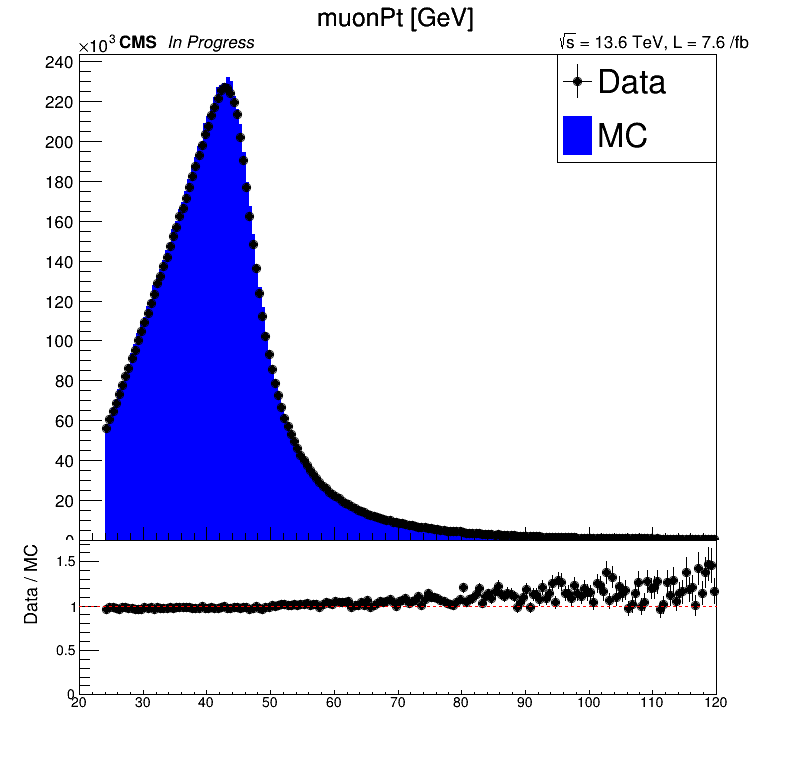 muonPt [GeV]
×10³ CMS In Progress √s = 13.6 TeV, L = 7.6 /fb
240
220
200
180
160
140
120
100
80
60
40
20
0
Data
MC
Data / MC
1.5
1
0.5
0
20 30 40 50 60 70 80 90 100 110 120